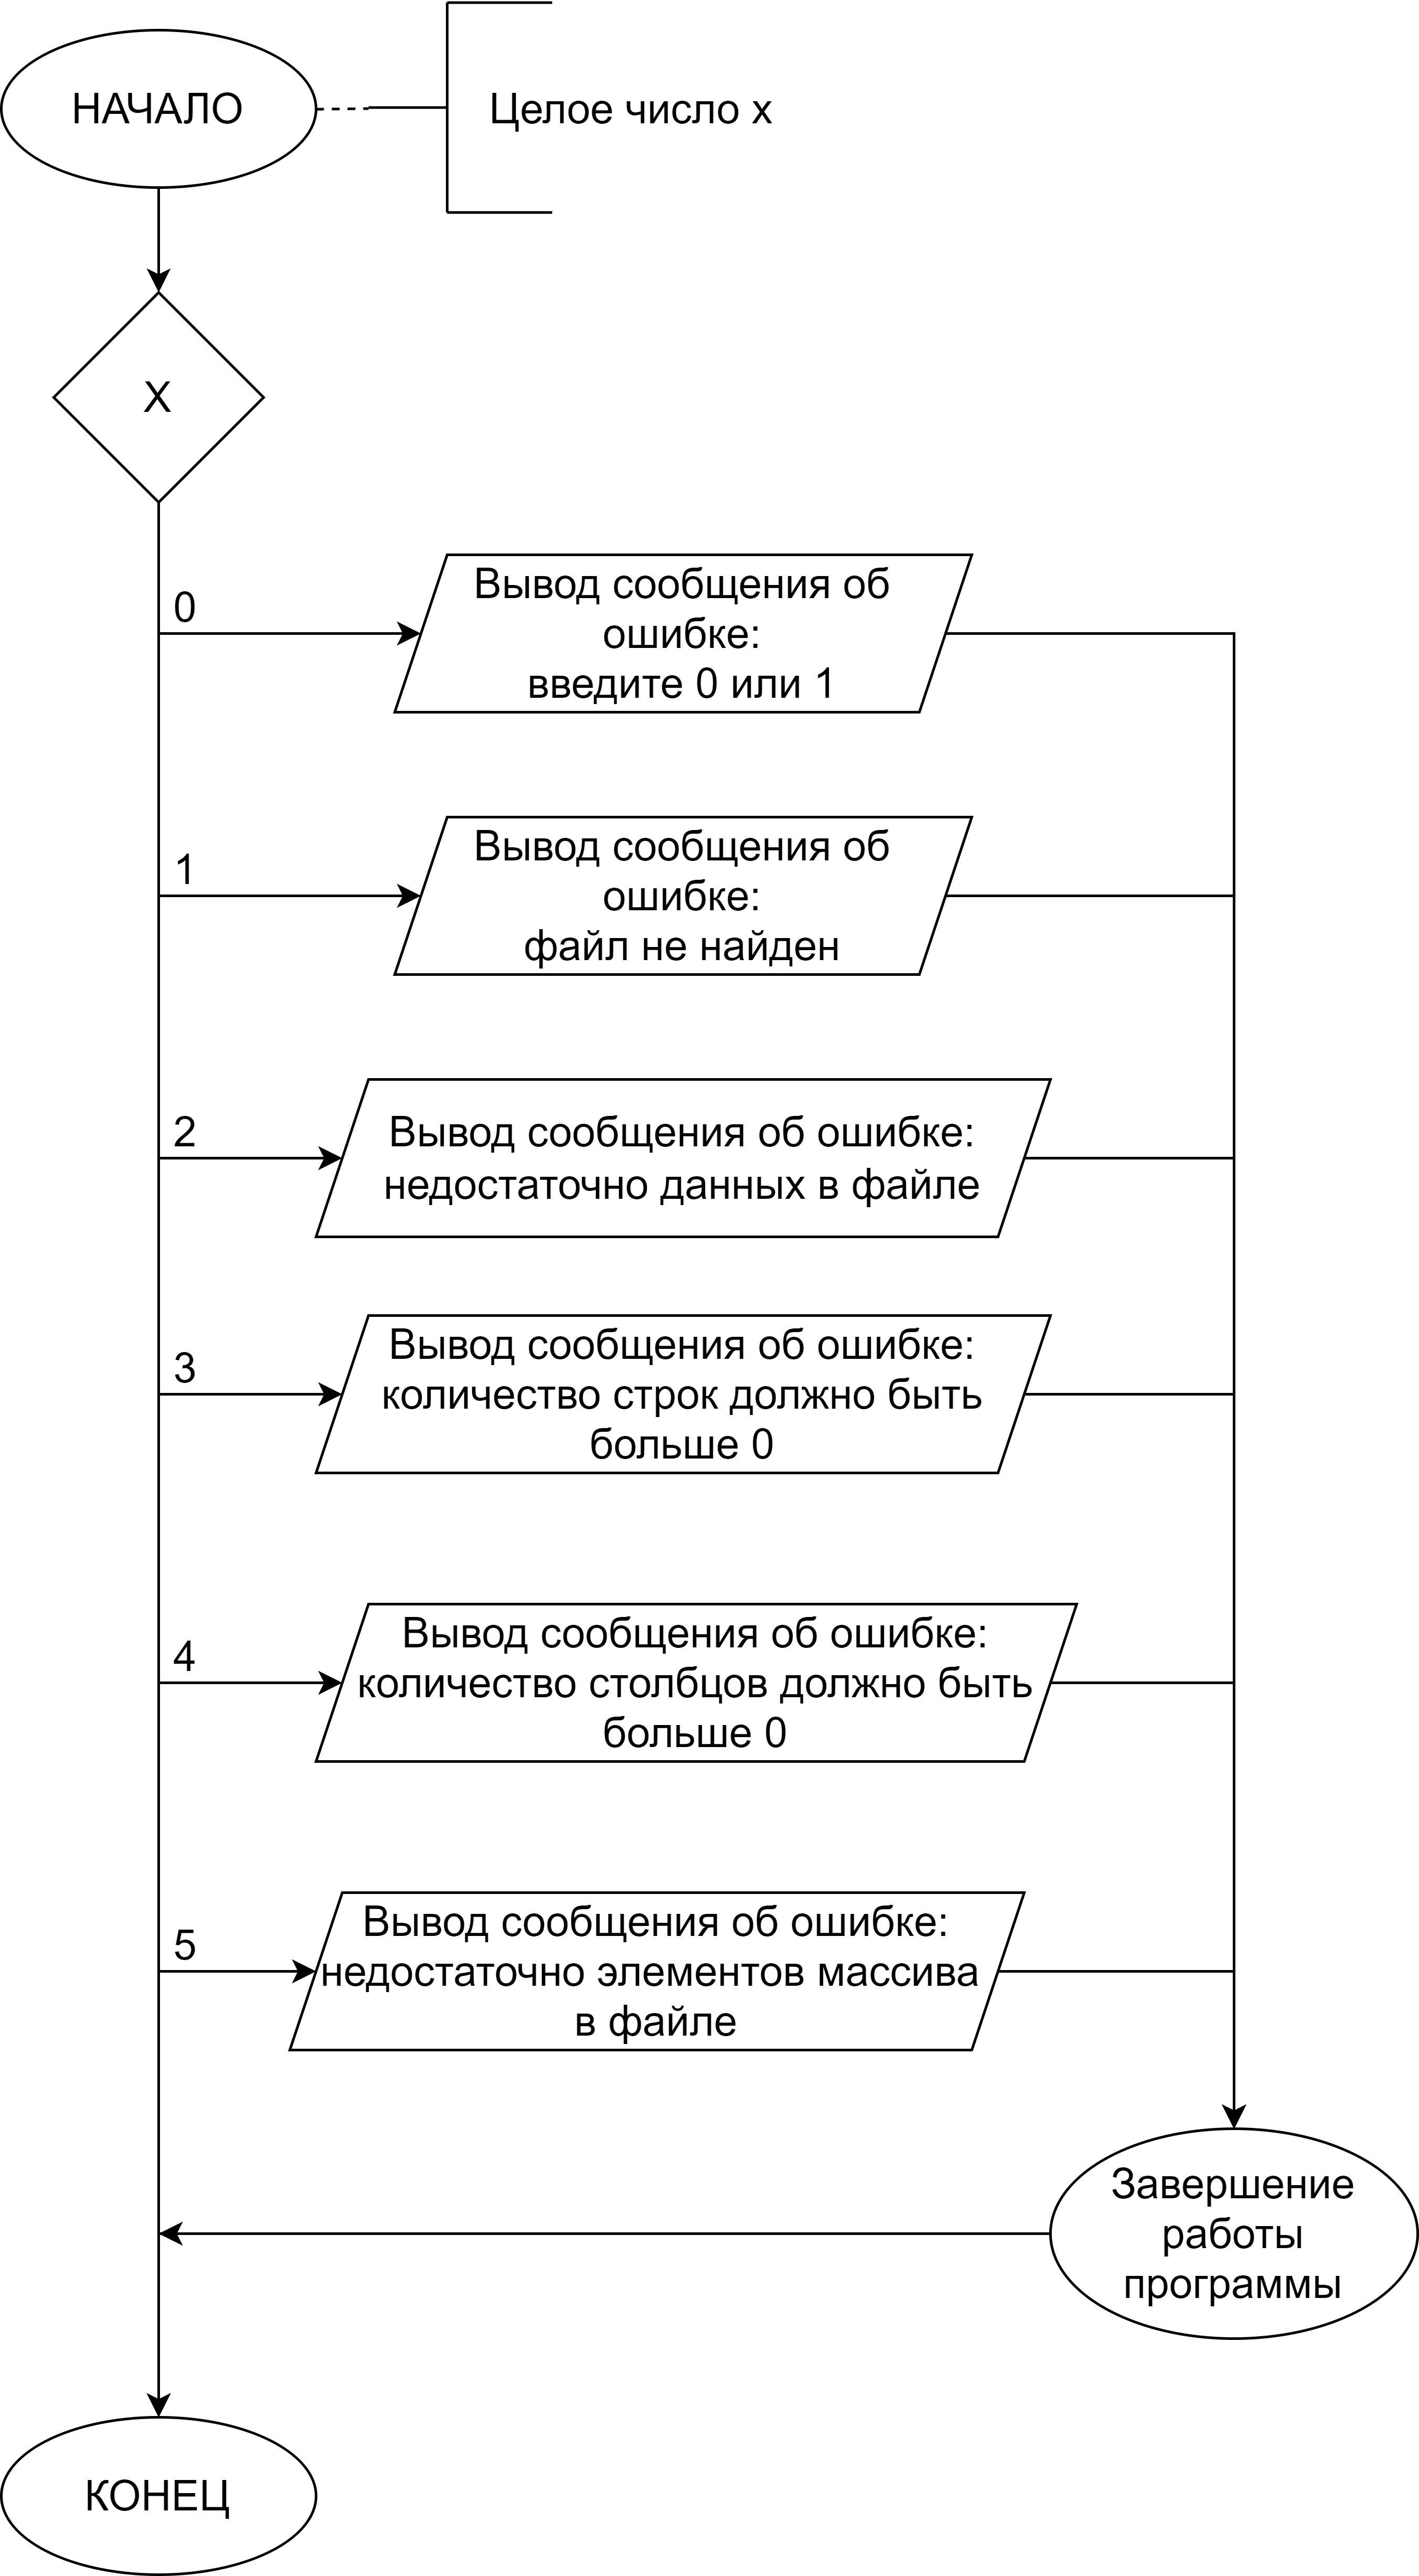 НАЧАЛО
Целое число x
X
0
Вывод сообщения об
ошибке:
введите 0 или 1
1
Вывод сообщения об
ошибке:
файл не найден
2
Вывод сообщения об ошибке:
недостаточно данных в файле
3
Вывод сообщения об ошибке:
количество строк должно быть
больше 0
4
Вывод сообщения об ошибке:
количество столбцов должно быть
больше 0
5
Вывод сообщения об ошибке:
недостаточно элементов массива
в файле
Завершение
работы
программы
КОНЕЦ